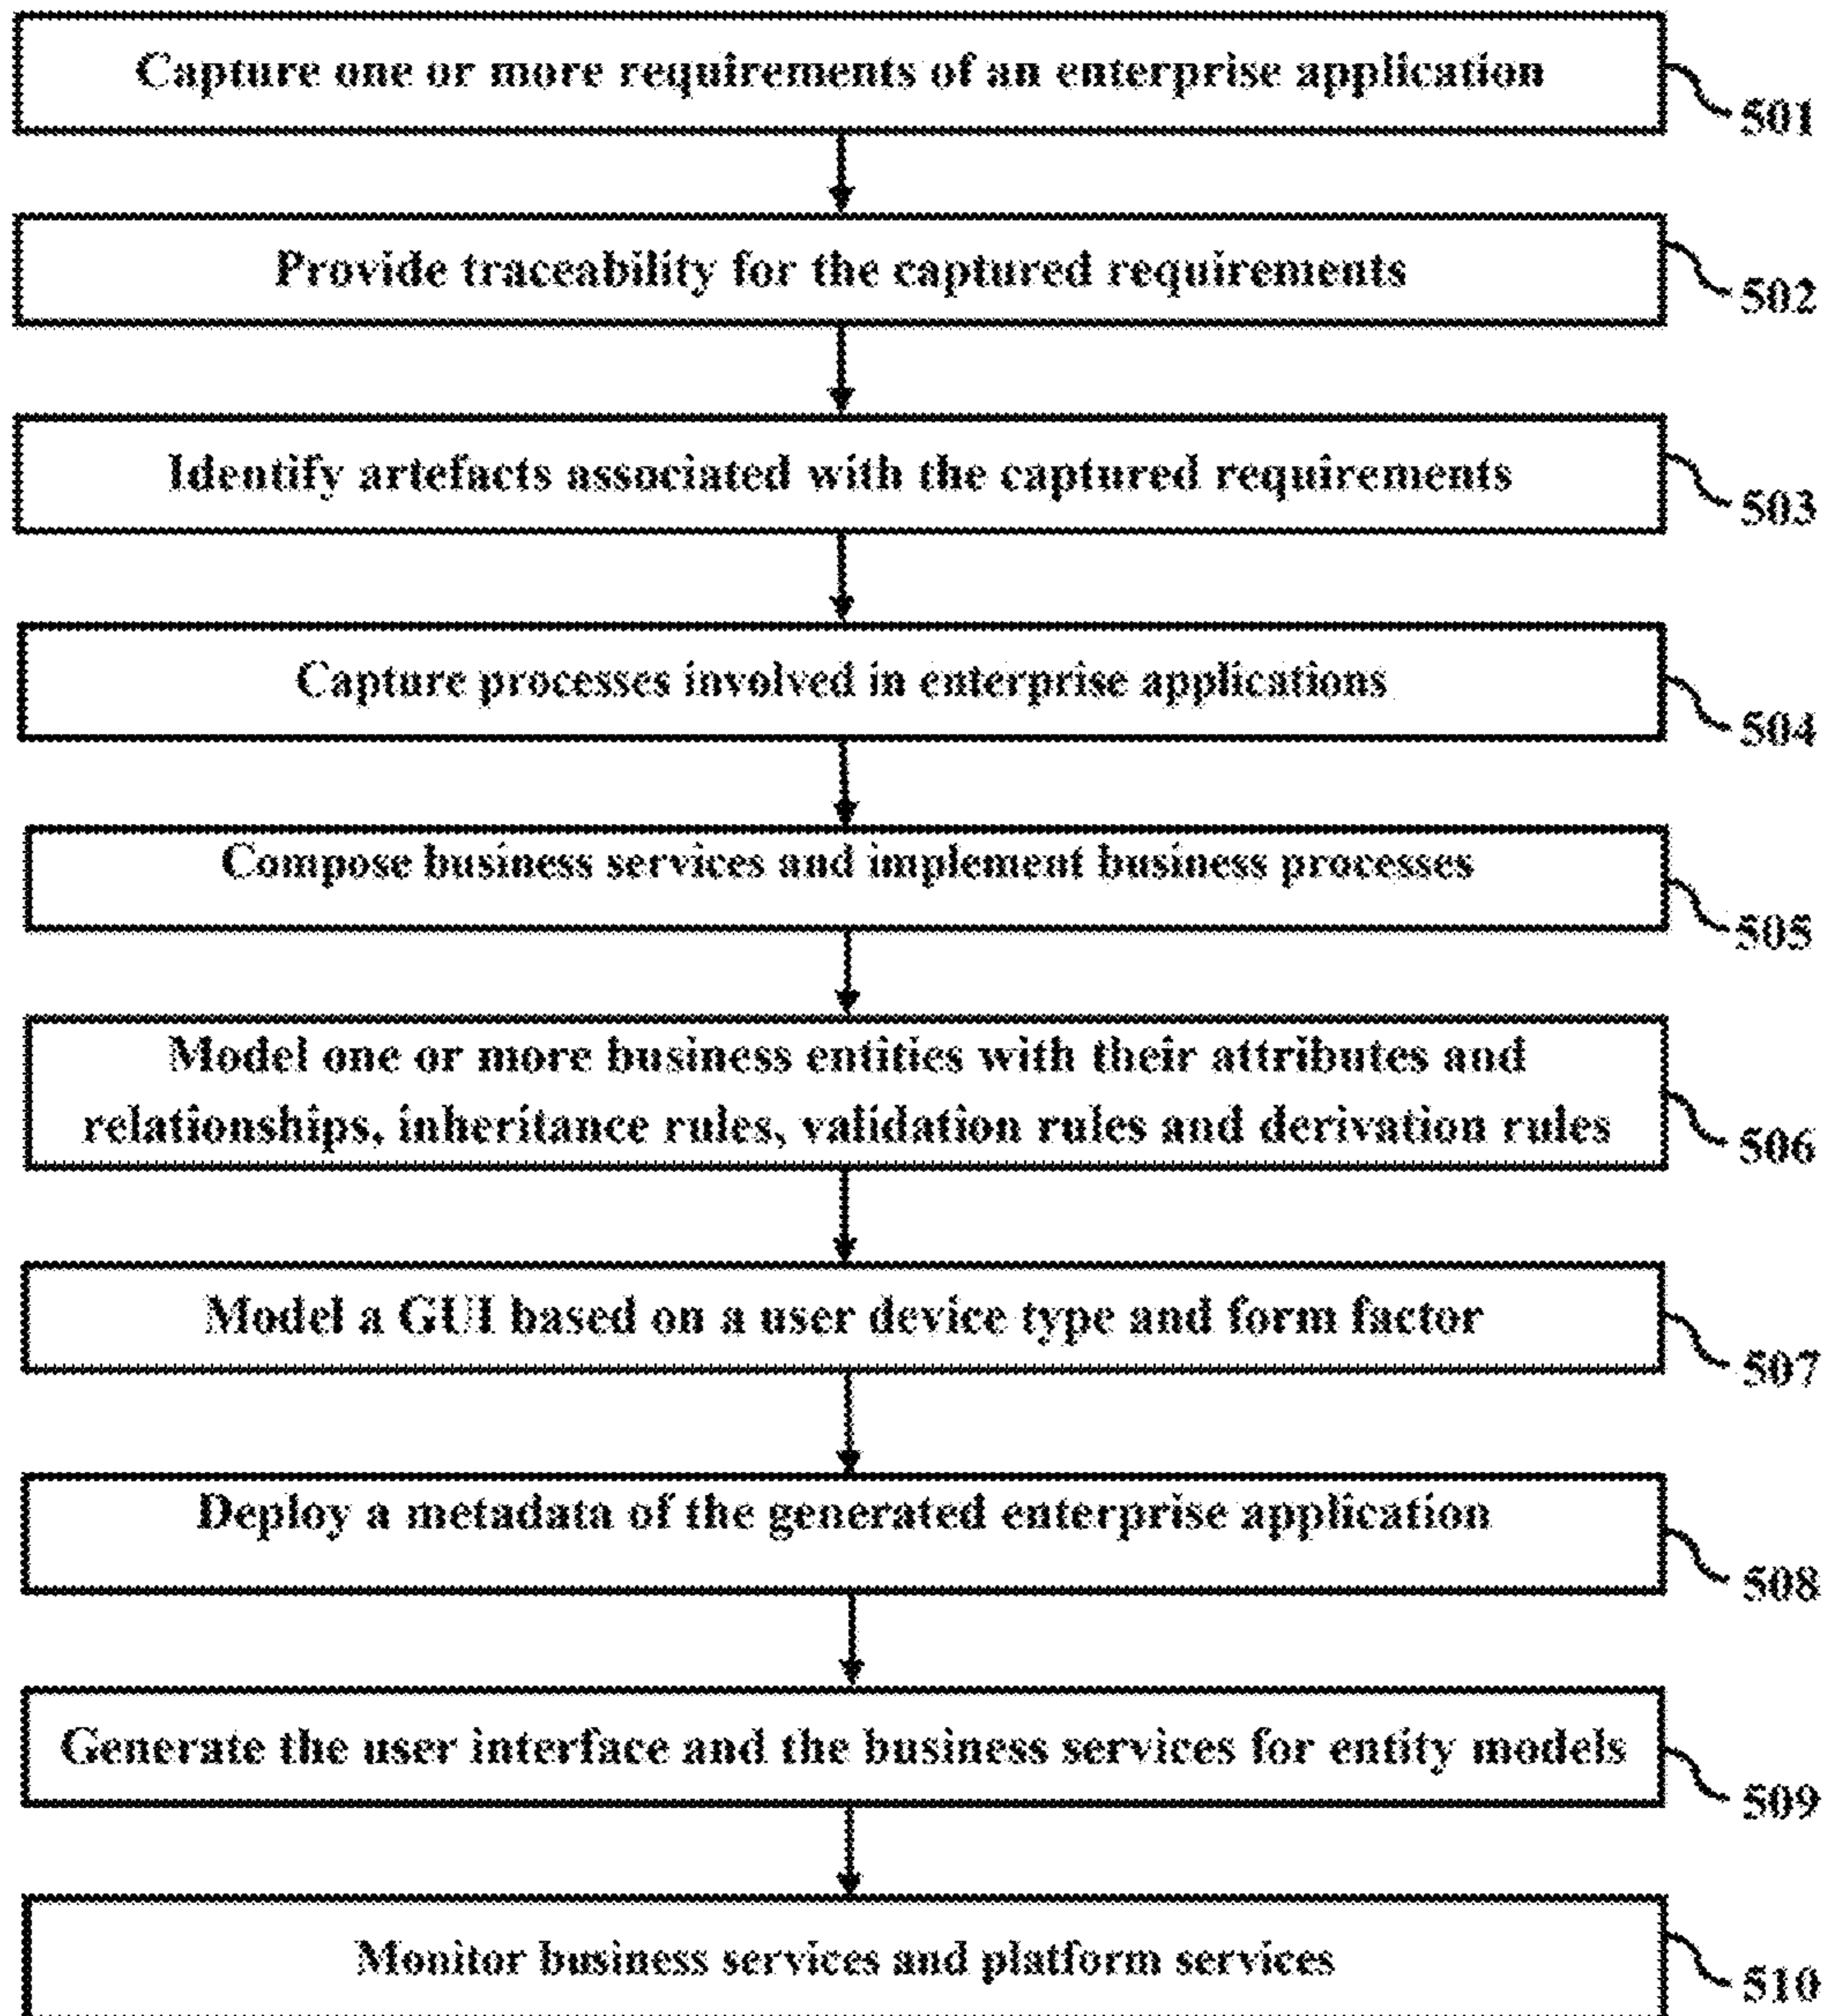 Capture one or more requirements of an enterprise application
501
Provide traceability for the captured requirements
502
Identify artefacts associated with the captured requirements
503
Capture processes involved in enterprise applications
504
Compose business services and implement business processes
505
Model one or more business entities with their attributes and
relationships, inheritance rules, validation rules and derivation rules
506
Model a GUI based on a user device type and form factor
507
Deploy a metadata of the generated enterprise application
508
Generate the user interface and the business services for entity models
509
Monitor business services and platform services
510